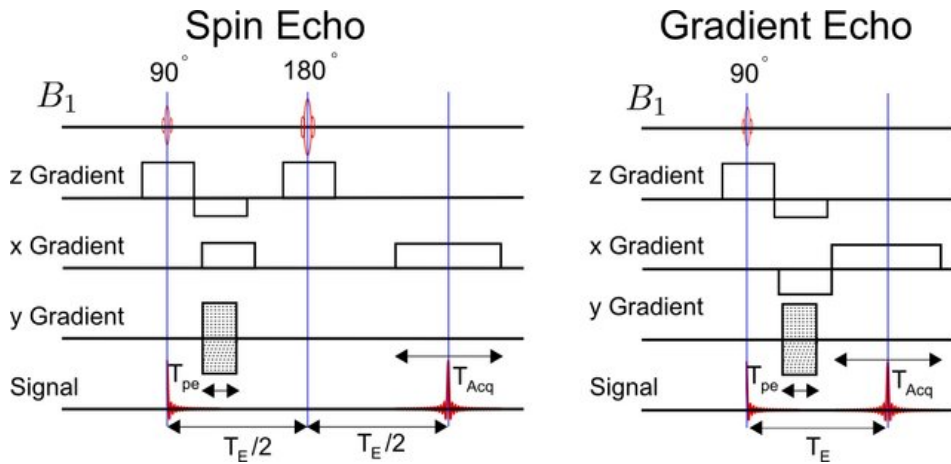 Spin Echo
90°
180°
B₁
z Gradient
x Gradient
y Gradient
Tpe
TAcq
Signal
TE/2
TE/2
Gradient Echo
90°
B₁
z Gradient
x Gradient
y Gradient
Tpe
TAcq
Signal
TE